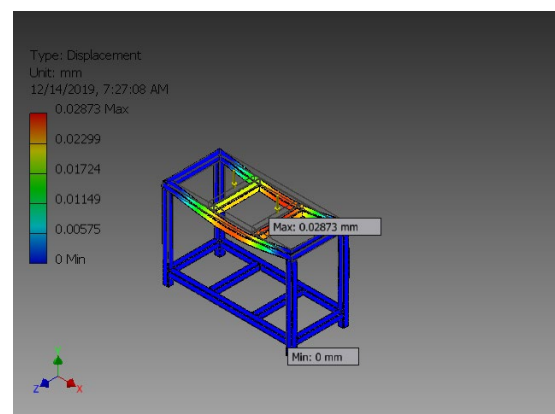 Type: Displacement
Unit: mm
12/14/2019, 7:27:08 AM
0.02873 Max
0.02299
0.01724
0.01149
0.00575
0 Min
Max: 0.02873 mm
Min: 0 mm
Z
X